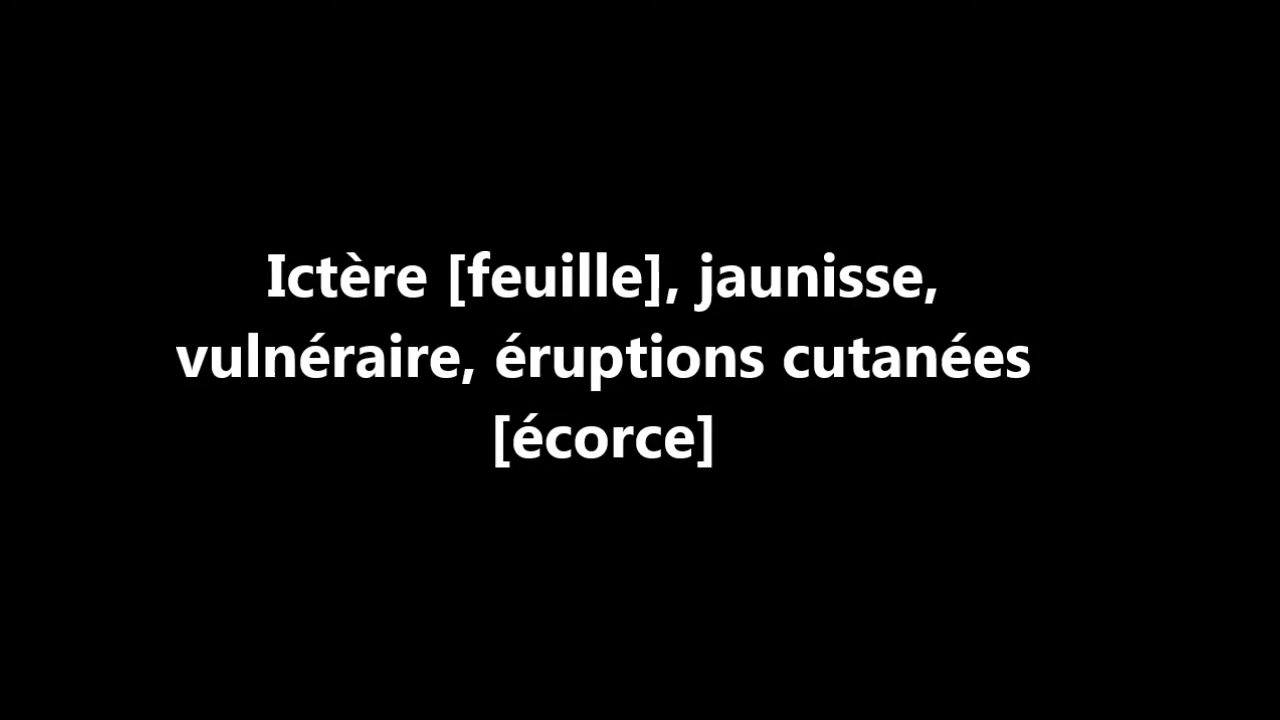 Ictère [feuille], jaunisse,
vulnéraire, éruptions cutanées
[écorce]